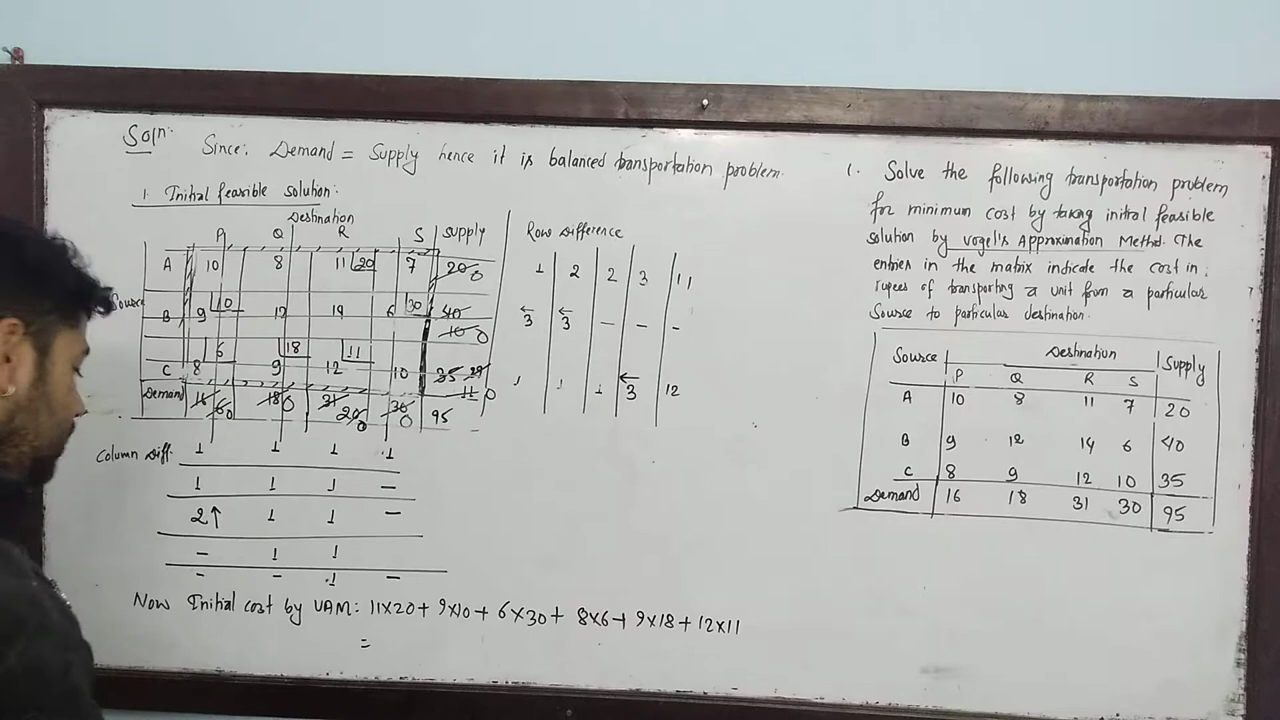 Soln.
Since: Demand = Supply hence it is balanced transportation problem.
1. Initial feasible solution:
Destination
P Q R S Supply
A 10 8 11 20 7 20 0
Source
B 9 10 12 14 6 30 40 10 0
C 8 6 9 18 12 11 10 35 29 11 0
Demand 16 6 0 18 0 31 20 0 30 0 95
Row Difference
1 2 2 3 11
3 3 - - -
1 1 1 3 12
Column Diff. 1 1 1 1
1 1 1 -
2↑ 1 1 -
- 1 1
- - 1 -
Now Initial cost by VAM: 11×20+ 9×10+ 6×30+ 8×6+ 9×18+ 12×11
=
1. Solve the following transportation problem
for minimum cost by taking initial feasible
solution by vogel's Approximation Method. The
entries in the matrix indicate the cost in
rupees of transporting a unit from a particular
Source to particular destination.
Source Destination Supply
P Q R S
A 10 8 11 7 20
B 9 12 14 6 40
C 8 9 12 10 35
Demand 16 18 31 30 95